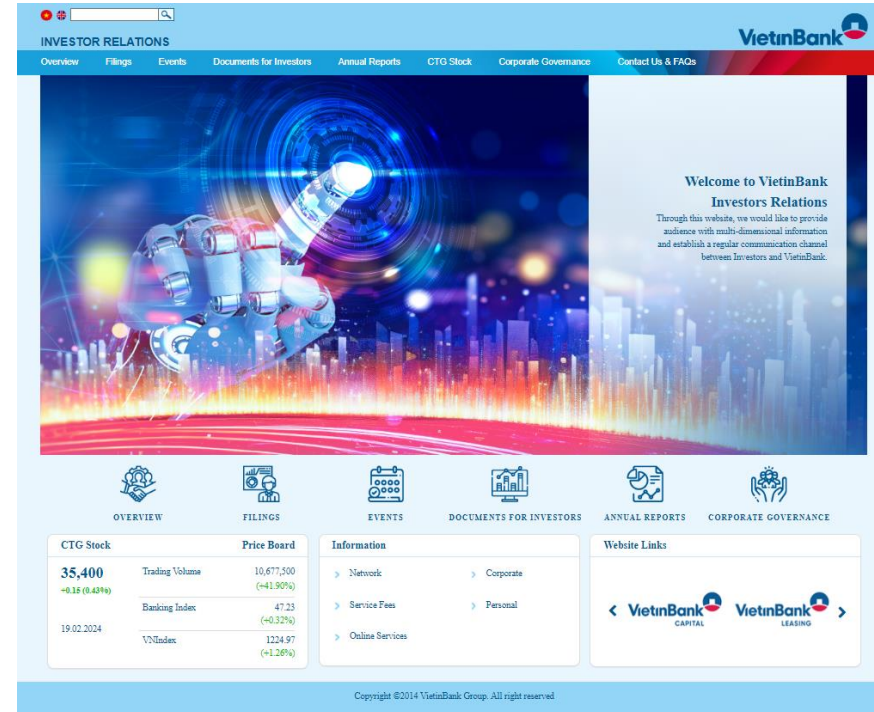 INVESTOR RELATIONS
VietinBank
Overview Filings Events Documents for Investors Annual Reports CTG Stock Corporate Governance Contact Us & FAQs
Welcome to VietinBank
Investors Relations
Through this website, we would like to provide
audience with multi-dimensional information
and establish a regular communication channel
between Investors and VietinBank.
OVERVIEW FILINGS EVENTS DOCUMENTS FOR INVESTORS ANNUAL REPORTS CORPORATE GOVERNANCE
CTG Stock Price Board
35,400
+0.15 (0.43%)
19.02.2024
Trading Volume 10,677,500
(+41.90%)
Banking Index 47.23
(+0.32%)
VNIndex 1224.97
(+1.26%)
Information
Network Corporate
Service Fees Personal
Online Services
Website Links
VietinBank VietinBank
CAPITAL LEASING
Copyright ©2014 VietinBank Group. All right reserved